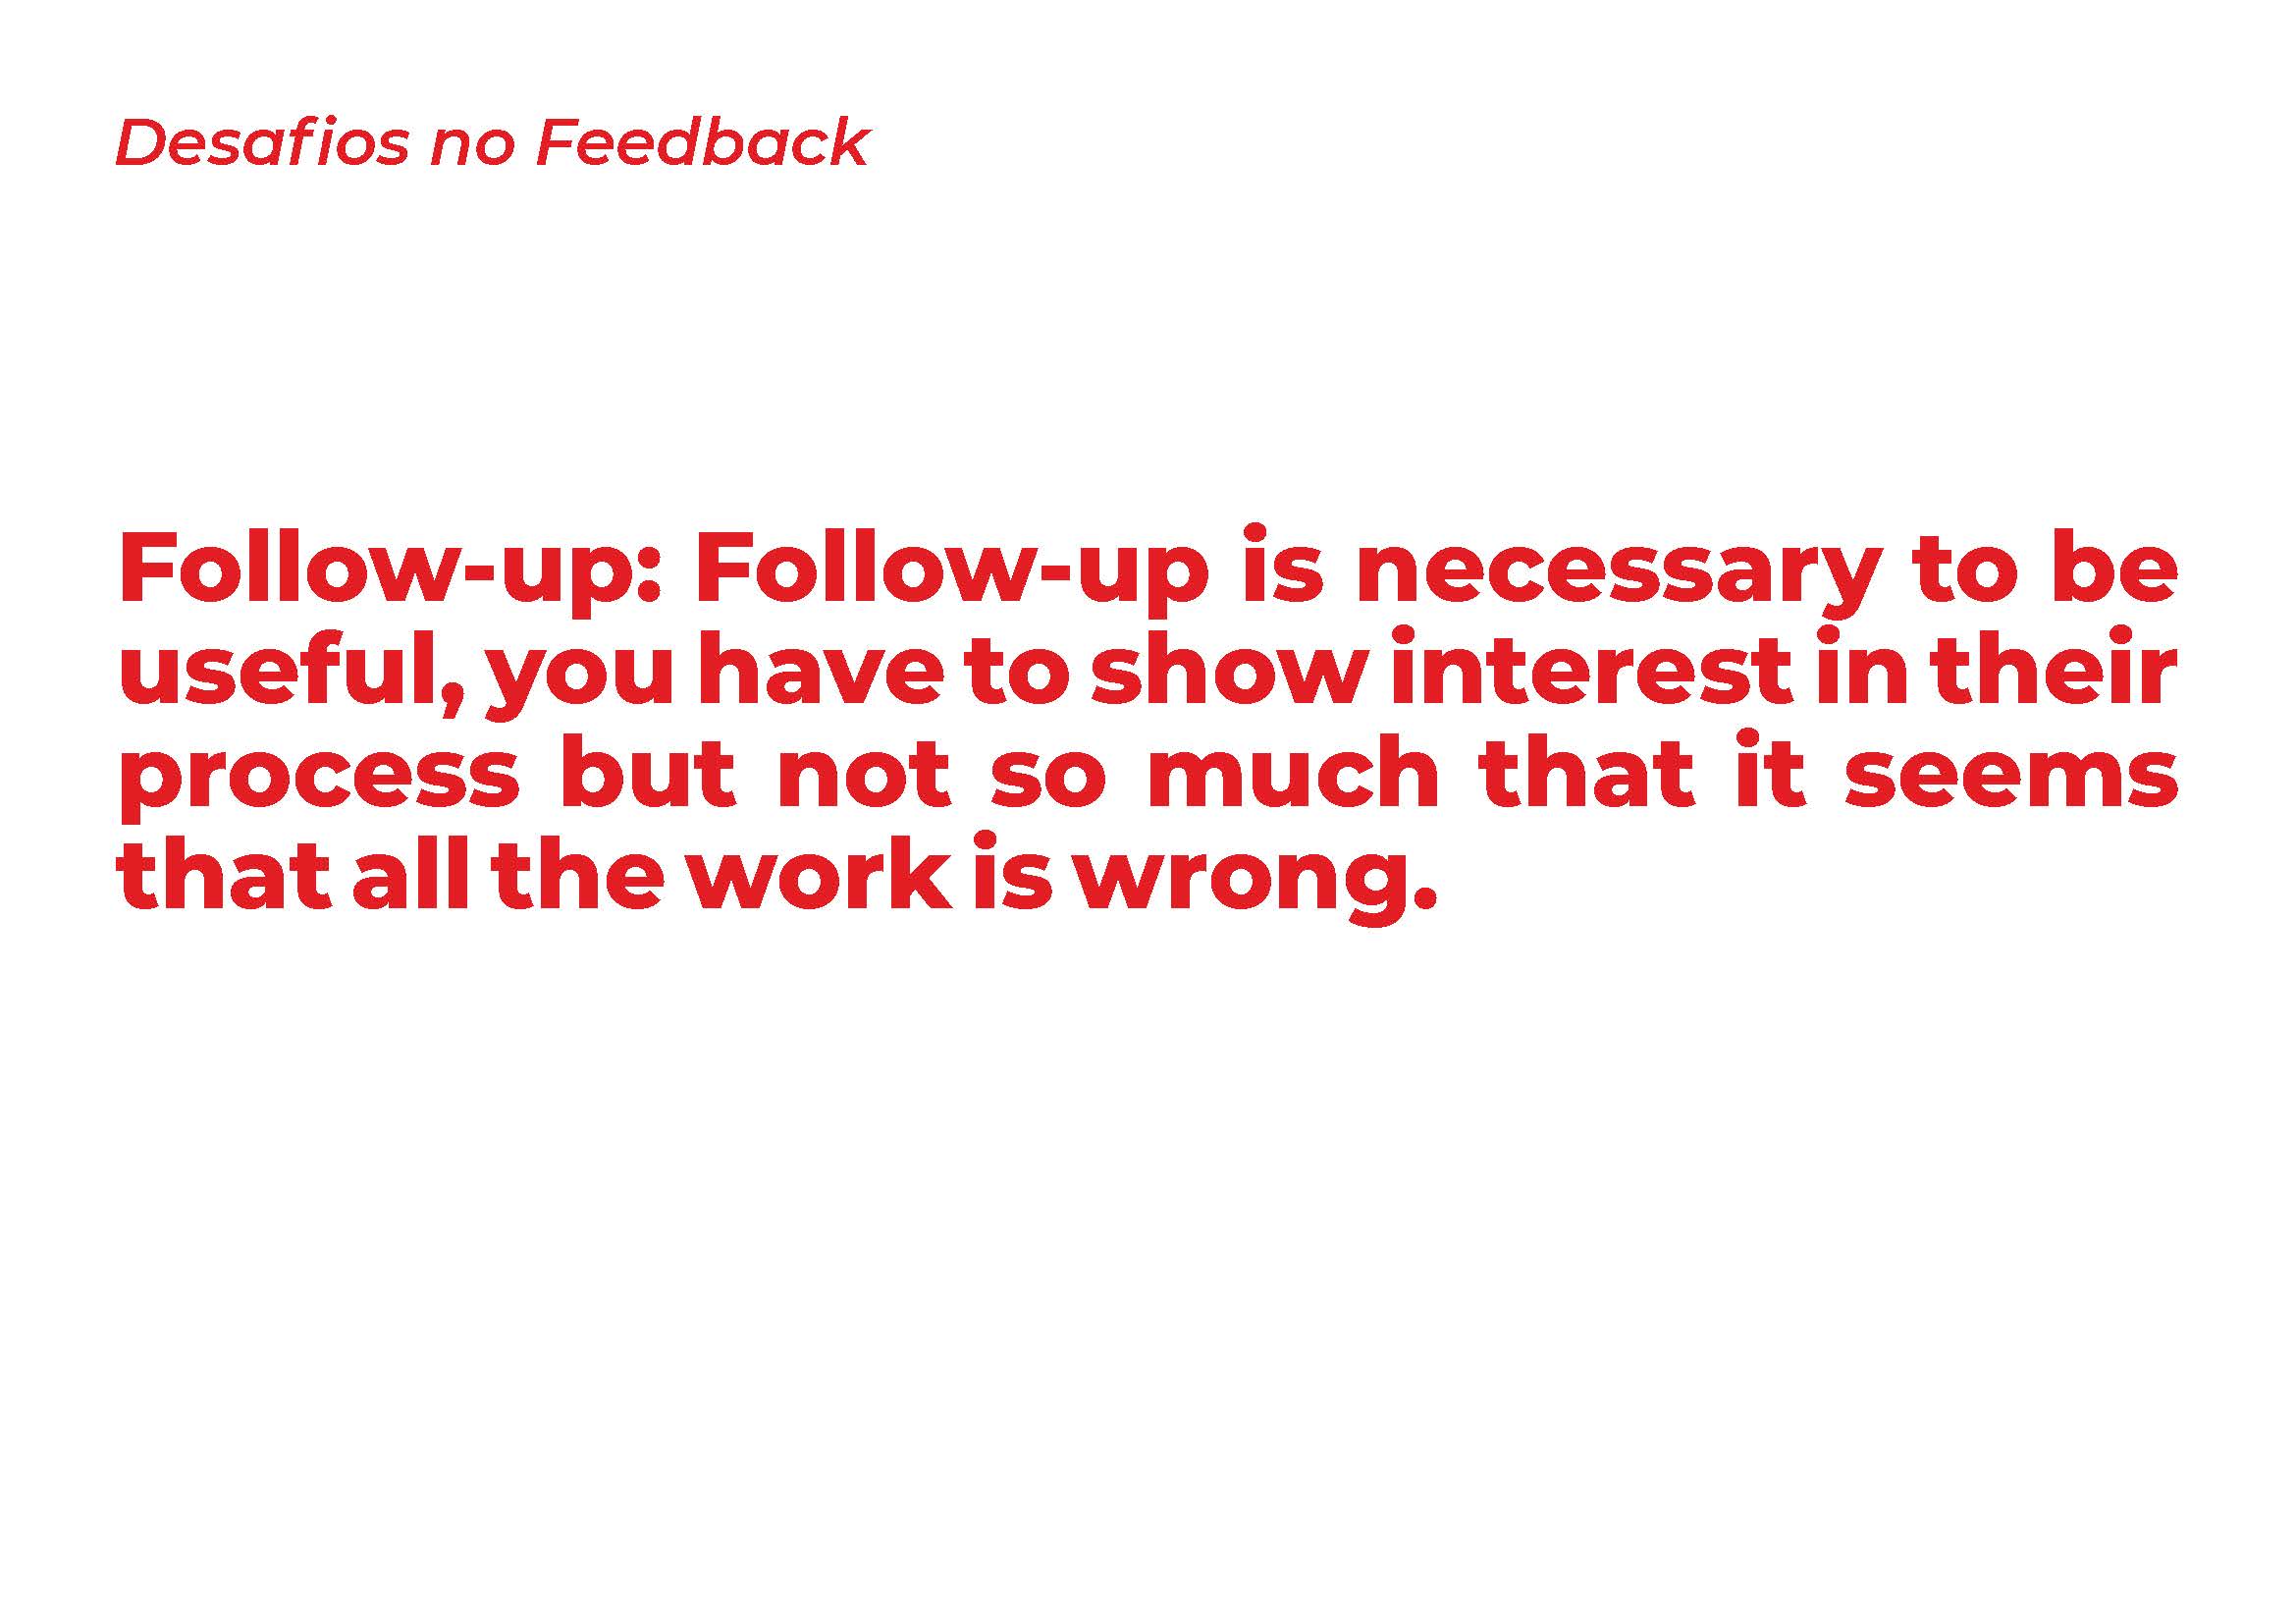 Desafios no Feedback
Follow-up: Follow-up is necessary to be
useful, you have to show interest in their
process but not so much that it seems
that all the work is wrong.